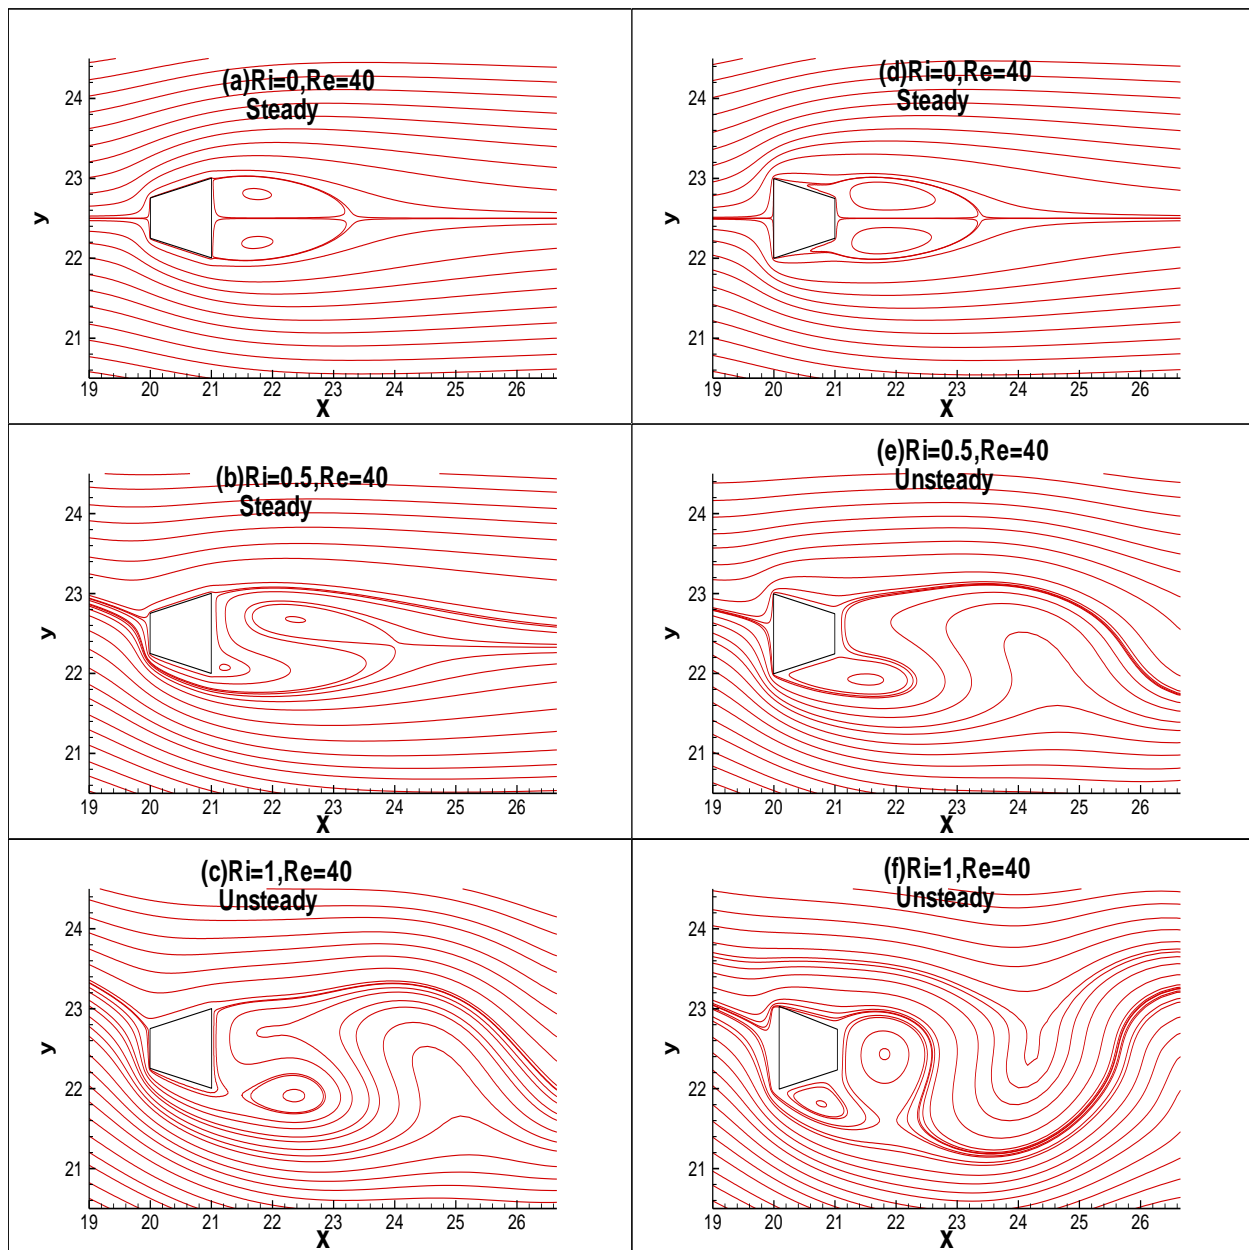 (a)Ri=0,Re=40
Steady
24
23
22
21
y
19 20 21 22 23 24 25 26
X
(d)Ri=0,Re=40
Steady
24
23
22
21
y
19 20 21 22 23 24 25 26
X
(b)Ri=0.5,Re=40
Steady
24
23
22
21
y
19 20 21 22 23 24 25 26
X
(e)Ri=0.5,Re=40
Unsteady
24
23
22
21
y
19 20 21 22 23 24 25 26
X
(c)Ri=1,Re=40
Unsteady
24
23
22
21
y
19 20 21 22 23 24 25 26
X
(f)Ri=1,Re=40
Unsteady
24
23
22
21
y
19 20 21 22 23 24 25 26
X